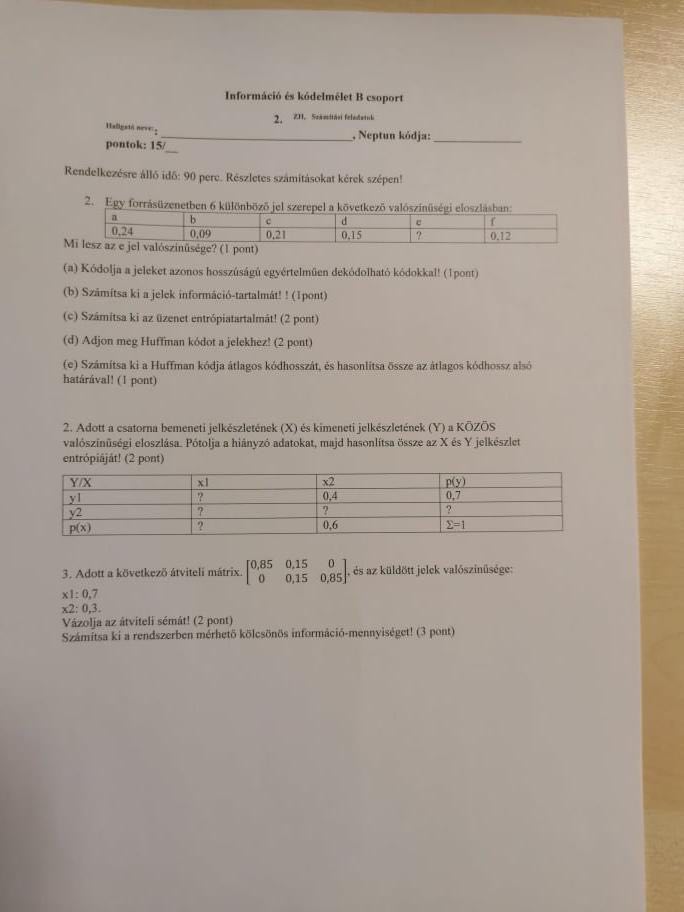 Információ és kódelmélet B csoport
2. ZH. Számítási feladatok
Hallgató neve:: ____________________, Neptun kódja: ____________
pontok: 15/__
Rendelkezésre álló idő: 90 perc. Részletes számításokat kérek szépen!
2. Egy forrásüzenetben 6 különböző jel szerepel a következő valószínűségi eloszlásban:
a b c d e f
0,24 0,09 0,21 0,15 ? 0,12
Mi lesz az e jel valószínűsége? (1 pont)
(a) Kódolja a jeleket azonos hosszúságú egyértelműen dekódolható kódokkal! (1pont)
(b) Számítsa ki a jelek információ-tartalmát! ! (1pont)
(c) Számítsa ki az üzenet entrópiatartalmát! (2 pont)
(d) Adjon meg Huffman kódot a jelekhez! (2 pont)
(e) Számítsa ki a Huffman kódja átlagos kódhosszát, és hasonlítsa össze az átlagos kódhossz alsó
határával! (1 pont)
2. Adott a csatorna bemeneti jelkészletének (X) és kimeneti jelkészletének (Y) a KÖZÖS
valószínűségi eloszlása. Pótolja a hiányzó adatokat, majd hasonlítsa össze az X és Y jelkészlet
entrópiáját! (2 pont)
Y/X x1 x2 p(y)
y1 ? 0,4 0,7
y2 ? ? ?
p(x) ? 0,6 Σ=1
3. Adott a következő átviteli mátrix. [0,85 0,15 0
0 0,15 0,85], és az küldött jelek valószínűsége:
x1: 0,7
x2: 0,3.
Vázolja az átviteli sémát! (2 pont)
Számítsa ki a rendszerben mérhető kölcsönös információ-mennyiséget! (3 pont)